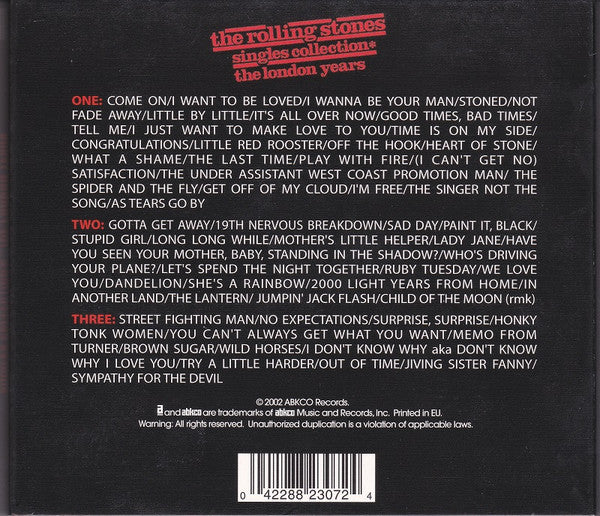 the rolling stones
singles collection*
the london years
ONE: COME ON/I WANT TO BE LOVED/I WANNA BE YOUR MAN/STONED/NOT
FADE AWAY/LITTLE BY LITTLE/IT'S ALL OVER NOW/GOOD TIMES, BAD TIMES/
TELL ME/I JUST WANT TO MAKE LOVE TO YOU/TIME IS ON MY SIDE/
CONGRATULATIONS/LITTLE RED ROOSTER/OFF THE HOOK/HEART OF STONE/
WHAT A SHAME/THE LAST TIME/PLAY WITH FIRE/(I CAN'T GET NO)
SATISFACTION/THE UNDER ASSISTANT WEST COAST PROMOTION MAN/ THE
SPIDER AND THE FLY/GET OFF OF MY CLOUD/I'M FREE/THE SINGER NOT THE
SONG/AS TEARS GO BY
TWO: GOTTA GET AWAY/19TH NERVOUS BREAKDOWN/SAD DAY/PAINT IT, BLACK/
STUPID GIRL/LONG LONG WHILE/MOTHER'S LITTLE HELPER/LADY JANE/HAVE
YOU SEEN YOUR MOTHER, BABY, STANDING IN THE SHADOW?/WHO'S DRIVING
YOUR PLANE?/LET'S SPEND THE NIGHT TOGETHER/RUBY TUESDAY/WE LOVE
YOU/DANDELION/SHE'S A RAINBOW/2000 LIGHT YEARS FROM HOME/IN
ANOTHER LAND/THE LANTERN/ JUMPIN' JACK FLASH/CHILD OF THE MOON (rmk)
THREE: STREET FIGHTING MAN/NO EXPECTATIONS/SURPRISE, SURPRISE/HONKY
TONK WOMEN/YOU CAN'T ALWAYS GET WHAT YOU WANT/MEMO FROM
TURNER/BROWN SUGAR/WILD HORSES/I DON'T KNOW WHY aka DON'T KNOW
WHY I LOVE YOU/TRY A LITTLE HARDER/OUT OF TIME/JIVING SISTER FANNY/
SYMPATHY FOR THE DEVIL
© 2002 ABKCO Records.
a and abkco are trademarks of abkco Music and Records, Inc. Printed in EU.
Warning: All rights reserved. Unauthorized duplication is a violation of applicable laws.
0 42288 23072 4